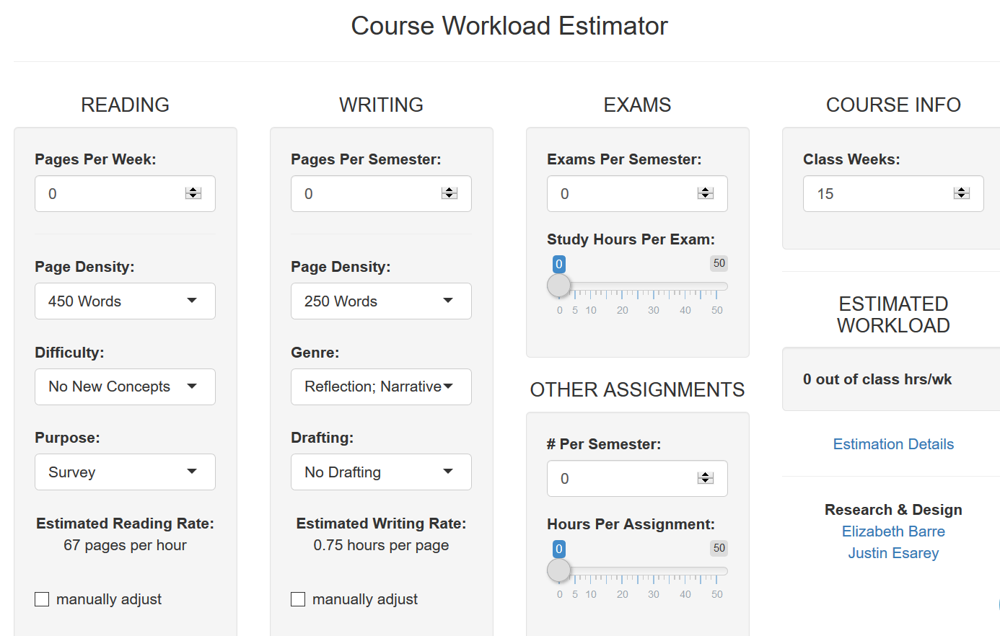 Course Workload Estimator
READING
Pages Per Week:
0
Page Density:
450 Words
Difficulty:
No New Concepts
Purpose:
Survey
Estimated Reading Rate:
67 pages per hour
manually adjust
WRITING
Pages Per Semester:
0
Page Density:
250 Words
Genre:
Reflection; Narrative
Drafting:
No Drafting
Estimated Writing Rate:
0.75 hours per page
manually adjust
EXAMS
Exams Per Semester:
0
Study Hours Per Exam:
0 50
0 5 10 20 30 40 50
OTHER ASSIGNMENTS
# Per Semester:
0
Hours Per Assignment:
0 50
0 5 10 20 30 40 50
COURSE INFO
Class Weeks:
15
ESTIMATED
WORKLOAD
0 out of class hrs/wk
Estimation Details
Research & Design
Elizabeth Barre
Justin Esarey